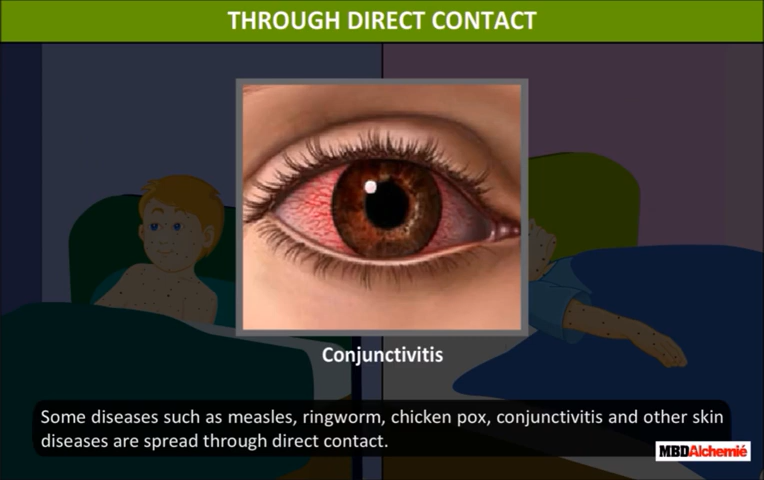 THROUGH DIRECT CONTACT
Conjunctivitis
Some diseases such as measles, ringworm, chicken pox, conjunctivitis and other skin
diseases are spread through direct contact.
MBDAlchemié